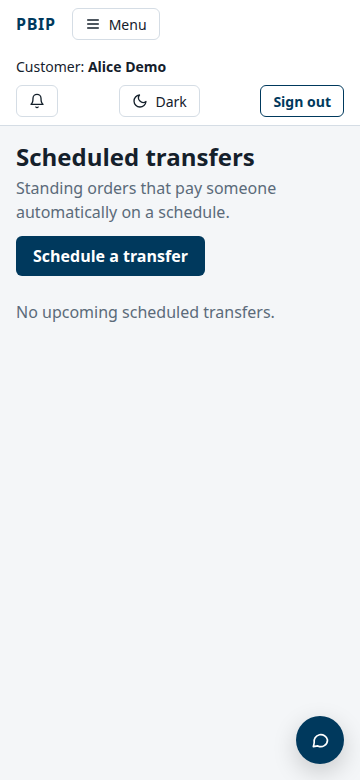 PBIP
Menu
Customer: Alice Demo
Dark
Sign out
Scheduled transfers
Standing orders that pay someone
automatically on a schedule.
Schedule a transfer
No upcoming scheduled transfers.